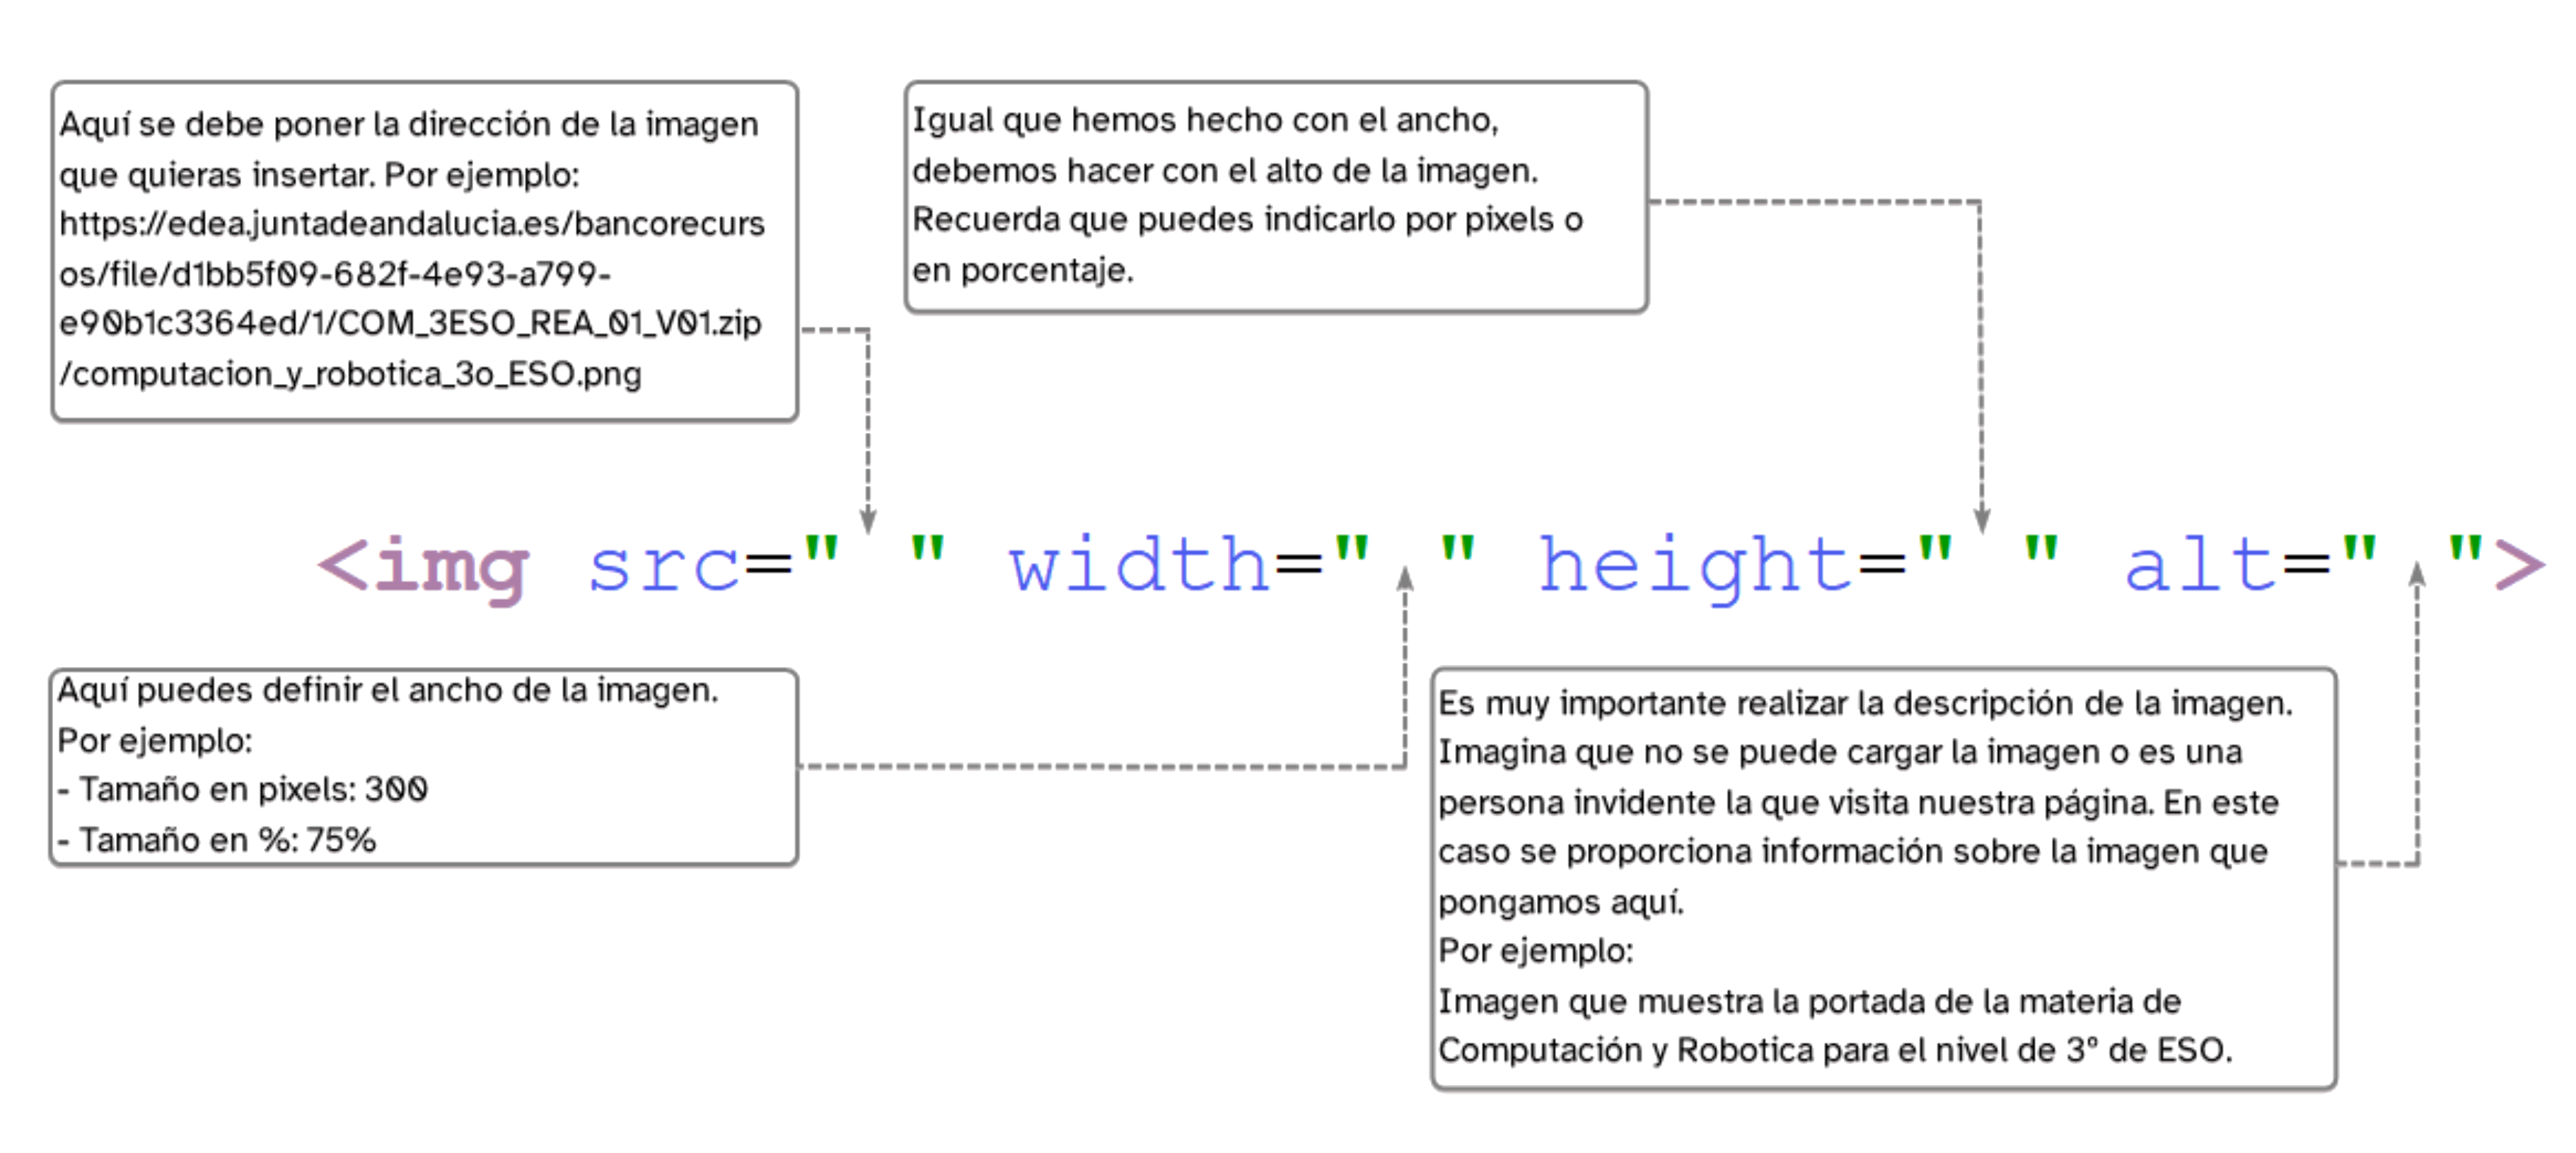 Aquí se debe poner la dirección de la imagen
que quieras insertar. Por ejemplo:
https://edea.juntadeandalucia.es/bancorecurs
os/file/d1bb5f09-682f-4e93-a799-
e90b1c3364ed/1/COM_3ESO_REA_01_V01.zip
/computacion_y_robotica_3o_ESO.png
Igual que hemos hecho con el ancho,
debemos hacer con el alto de la imagen.
Recuerda que puedes indicarlo por pixels o
en porcentaje.
<img src=" " width=" " height=" " alt=" ">
Aquí puedes definir el ancho de la imagen.
Por ejemplo:
- Tamaño en pixels: 300
- Tamaño en %: 75%
Es muy importante realizar la descripción de la imagen.
Imagina que no se puede cargar la imagen o es una
persona invidente la que visita nuestra página. En este
caso se proporciona información sobre la imagen que
pongamos aquí.
Por ejemplo:
Imagen que muestra la portada de la materia de
Computación y Robotica para el nivel de 3º de ESO.